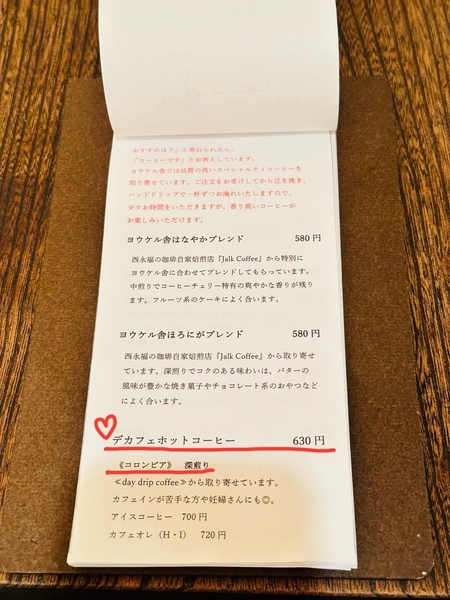 おすすめは？」と尋ねられたら、
「コーヒーです」とお答えしています。
ヨウケル舎では品質の高いスペシャルティコーヒーを
取り寄せています。ご注文をお受けしてから豆を挽き、
ハンドドリップで一杯ずつお淹れいたしますので、
少々お時間をいただきますが、香り高いコーヒーが
お楽しみいただけます。
ヨウケル舎はなやかブレンド 580 円
西永福の珈琲自家焙煎店『Jalk Coffee』から特別に
ヨウケル舎に合わせてブレンドしてもらっています。
中煎りでコーヒーチェリー特有の爽やかな香りが残り
ます。フルーツ系のケーキによく合います。
ヨウケル舎ほろにがブレンド 580 円
西永福の珈琲自家焙煎店『Jalk Coffee』から取り寄せ
ています。深煎りでコクのある味わいは、バターの
風味が豊かな焼き菓子やチョコレート系のおやつなど
によく合います。
デカフェホットコーヒー 630 円
《コロンビア》 深煎り
≪day drip coffee≫から取り寄せています。
カフェインが苦手な方や妊婦さんにも◎。
アイスコーヒー 700 円
カフェオレ（H・I） 720 円